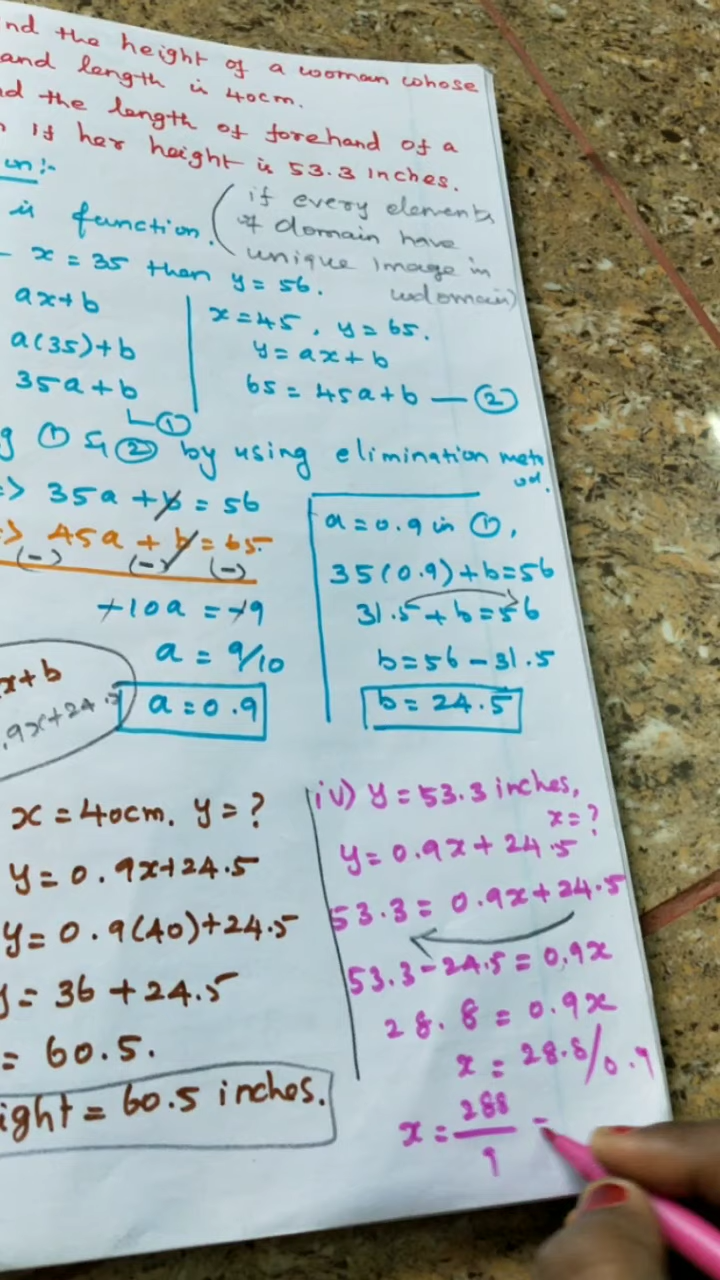 nd the height of a woman whose
and length is 40cm.
d the length of forehand of a
if her height is 53.3 inches.
on:-
is function. (if every elements
of domain have
unique image in
codomain)
x = 35 then y = 56.
ax+b
a(35)+b
35a+b
└①
x=45, y=65.
y=ax+b
65=45a+b — ②
g ① & ② by using elimination meth
od.
=> 35a + b = 56
=> 45a + b = 65
(-) (-) (-)
+10a = +9
a = 9/10
a = 0.9
x+b
.9x+24.5
a=0.9 in ①,
35(0.9)+b=56
31.5+b=56
b=56-31.5
b=24.5
x=40cm. y=?
y=0.9x+24.5
y=0.9(40)+24.5
y=36+24.5
= 60.5.
ight=60.5 inches.
iv) y=53.3 inches,
x=?
y=0.9x+24.5
53.3=0.9x+24.5
53.3-24.5=0.9x
28.8=0.9x
x=28.8/0.9
x=288/9 =